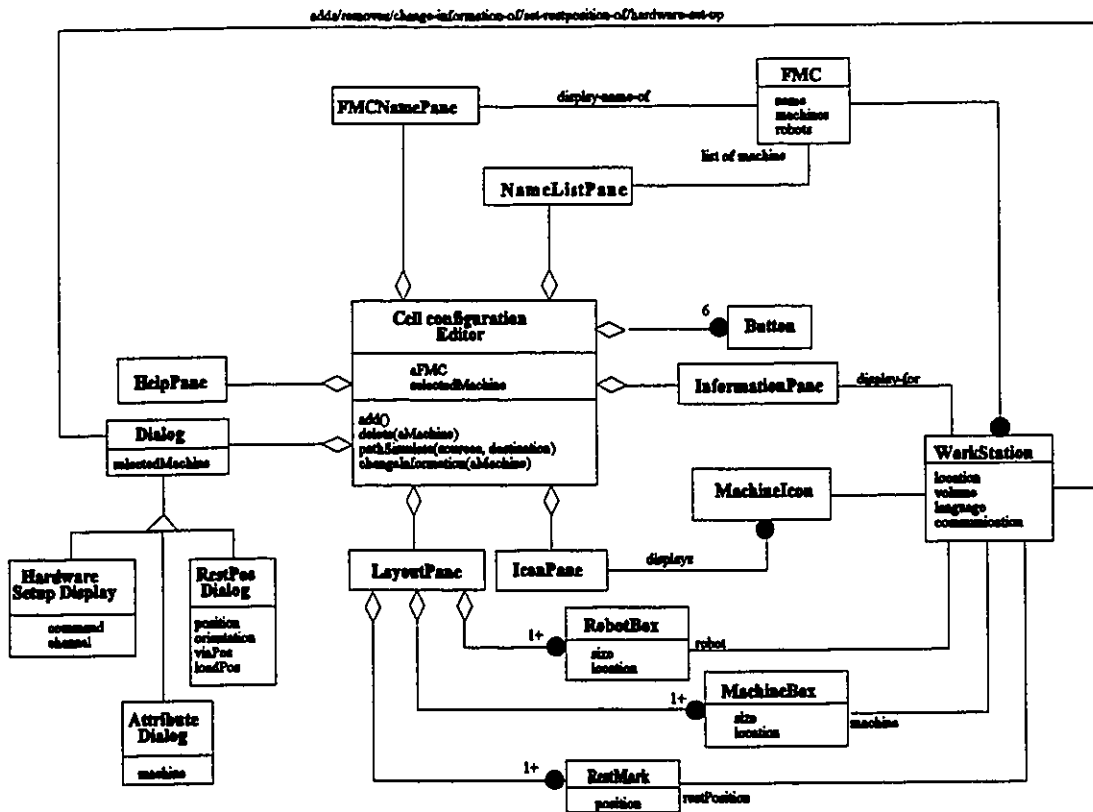 adds/removes/change-information-of/set-restposition-of/hardware-set-up
FMC
name
machines
robots
display-name-of
FMCNamePane
list of machine
NameListPane
Cell configuration
Editor
aFMC
selectedMachine
add()
delete(aMachine)
changeInformation(aMachine)
6
Button
HelpPane
InformationPane
display-for
Dialog
selectedMachine
WorkStation
location
volume
language
communication
MachineIcon
LayoutPane
IconPane
displays
Hardware
Setup Display
command
channel
RestPos
Dialog
position
orientation
viaPos
loadPos
1+
RobotBox
size
location
robot
1+
MachineBox
size
location
machine
Attribute
Dialog
machine
1+
RestMark
position
restPosition